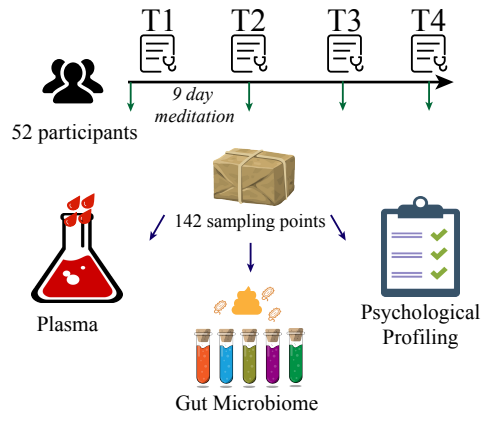 T1 T2 T3 T4
9 day
meditation
52 participants
142 sampling points
Plasma
Psychological
Profiling
Gut Microbiome